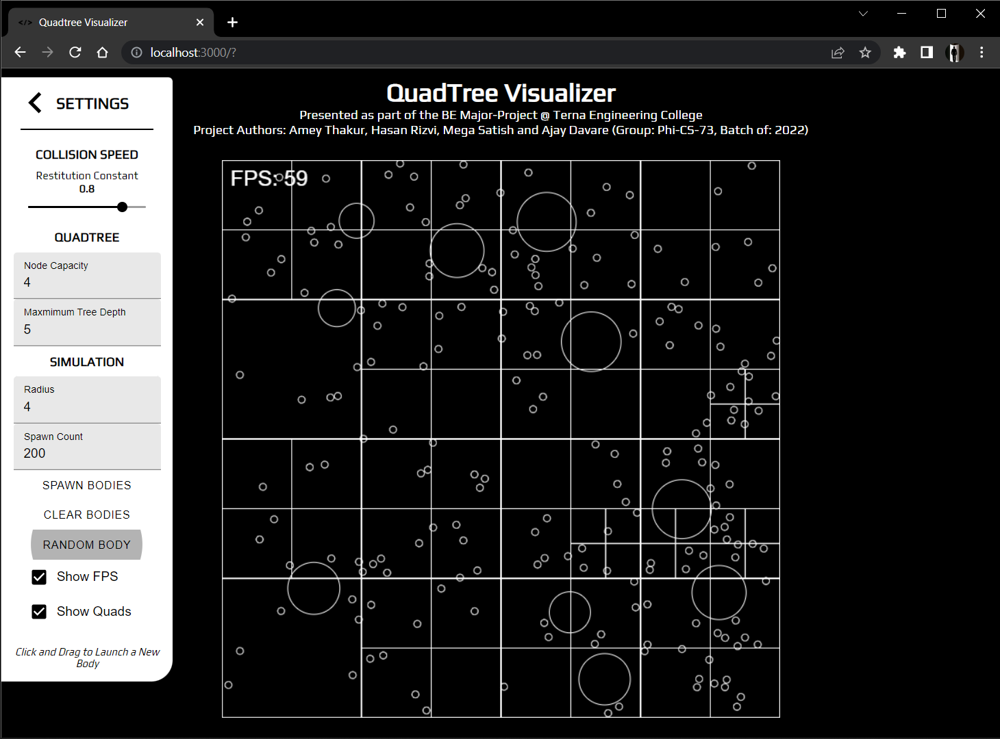 </> Quadtree Visualizer
localhost:3000/?
SETTINGS
COLLISION SPEED
Restitution Constant
0.8
QUADTREE
Node Capacity
4
Maxmimum Tree Depth
5
SIMULATION
Radius
4
Spawn Count
200
SPAWN BODIES
CLEAR BODIES
RANDOM BODY
Show FPS
Show Quads
Click and Drag to Launch a New
Body
QuadTree Visualizer
Presented as part of the BE Major-Project @ Terna Engineering College
Project Authors: Amey Thakur, Hasan Rizvi, Mega Satish and Ajay Davare (Group: Phi-CS-73, Batch of: 2022)
FPS: 59